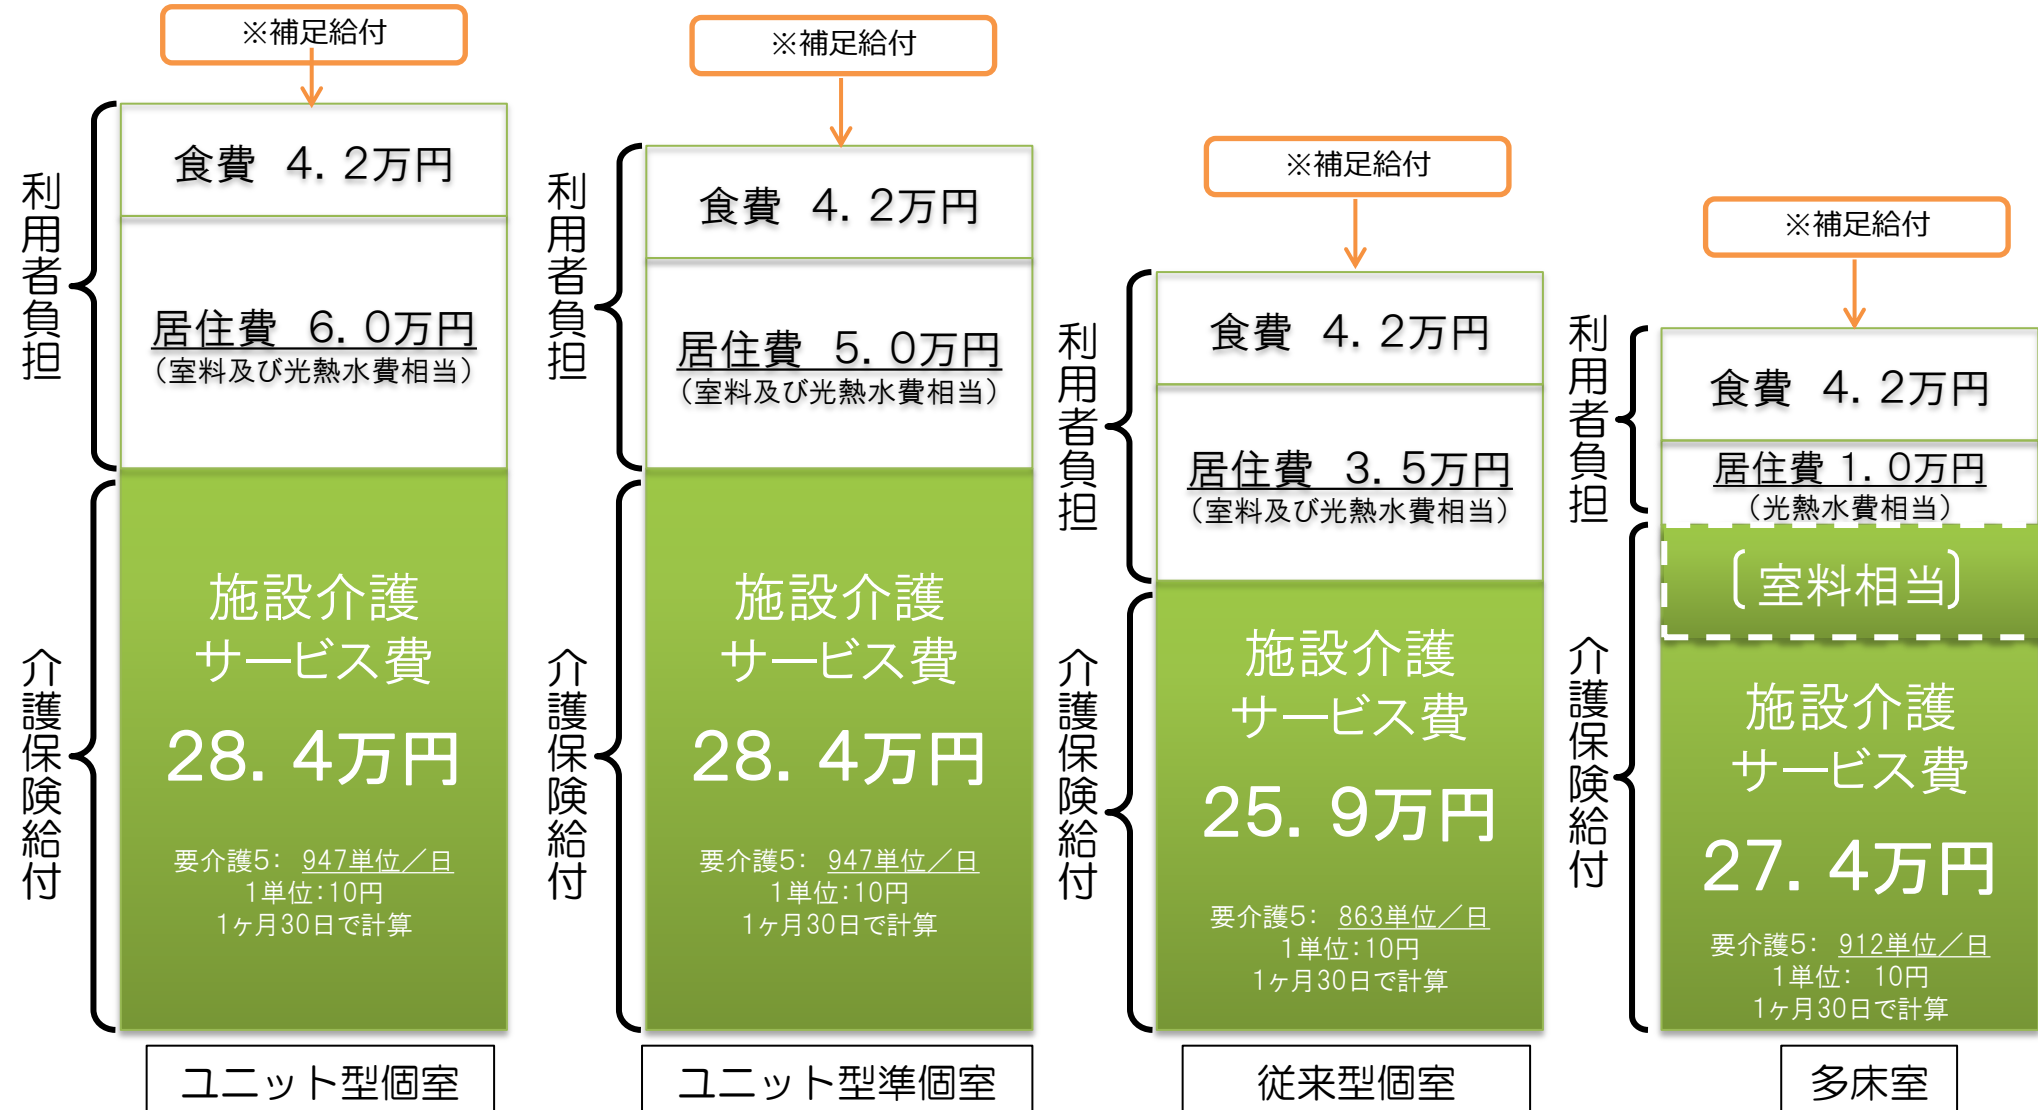 ※補足給付
利用者負担
食費 4.2万円
居住費 6.0万円
(室料及び光熱水費相当)
介護保険給付
施設介護
サービス費
28.4万円
要介護5: 947単位/日
1単位:10円
1ヶ月30日で計算
ユニット型個室
※補足給付
利用者負担
食費 4.2万円
居住費 5.0万円
(室料及び光熱水費相当)
介護保険給付
施設介護
サービス費
28.4万円
要介護5: 947単位/日
1単位:10円
1ヶ月30日で計算
ユニット型準個室
※補足給付
利用者負担
食費 4.2万円
居住費 3.5万円
(室料及び光熱水費相当)
介護保険給付
施設介護
サービス費
25.9万円
要介護5: 863単位/日
1単位:10円
1ヶ月30日で計算
従来型個室
※補足給付
利用者負担
食費 4.2万円
居住費 1.0万円
(光熱水費相当)
介護保険給付
〔室料相当〕
施設介護
サービス費
27.4万円
要介護5: 912単位/日
1単位: 10円
1ヶ月30日で計算
多床室